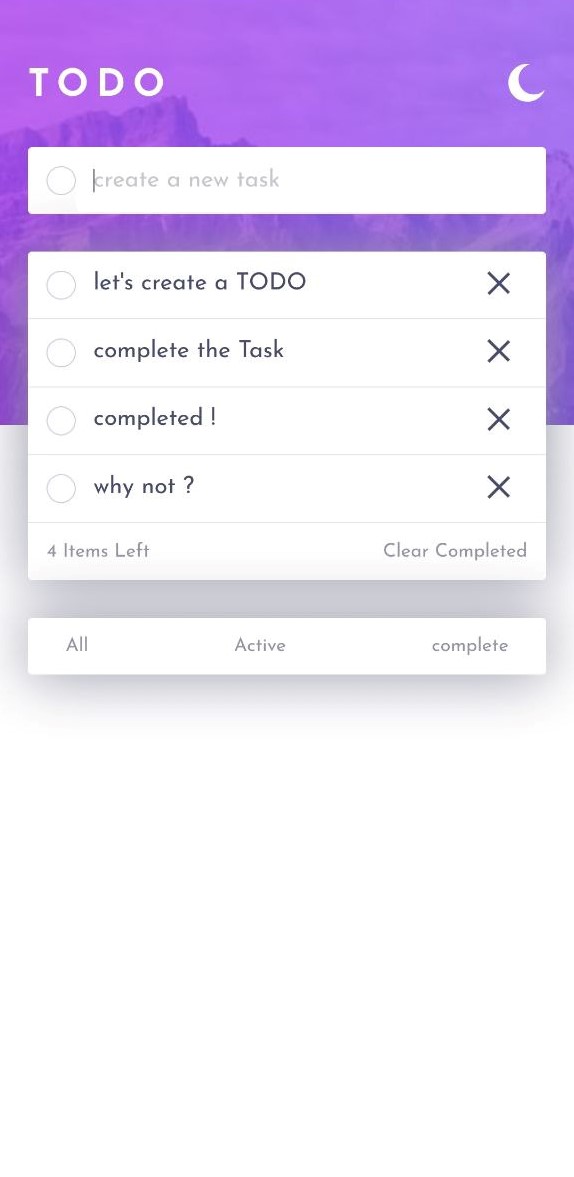 TODO
create a new task
let's create a TODO
complete the Task
completed !
why not ?
4 Items Left Clear Completed
All Active complete